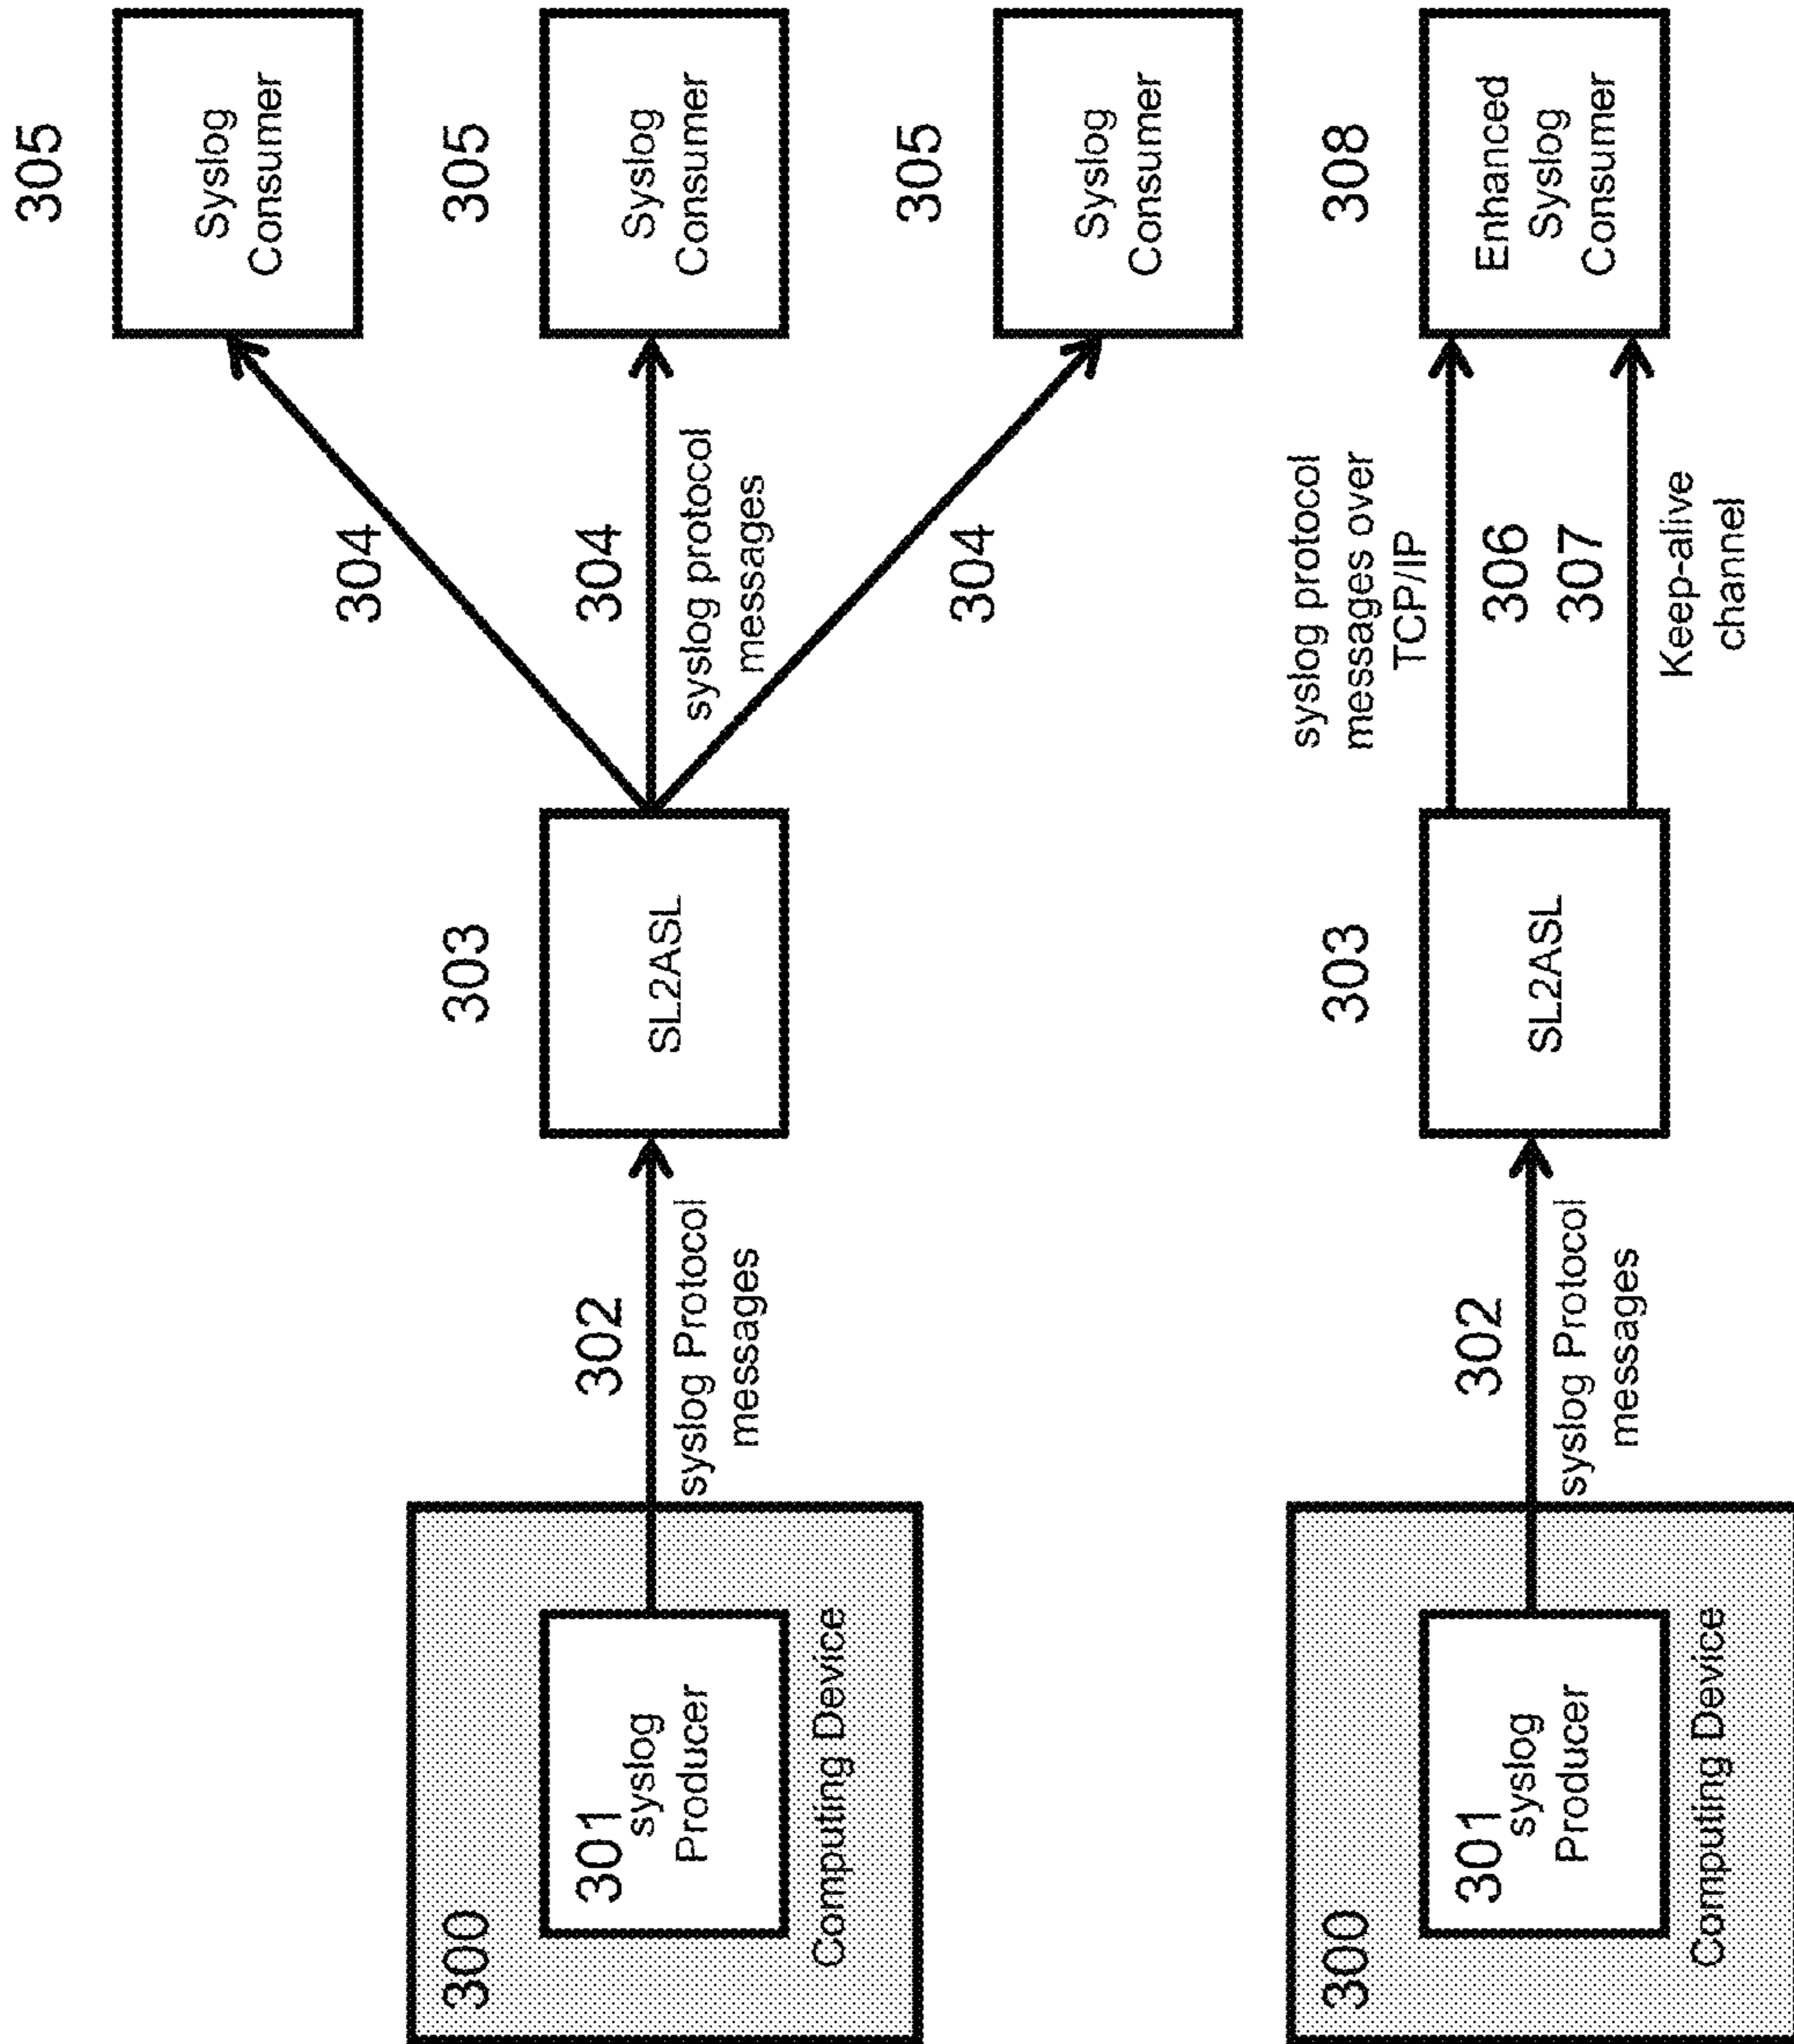 305
Syslog
Consumer
304
300
301
syslog
Producer
Computing Device
302
syslog Protocol
messages
303
SL2ASL
304
syslog protocol
messages
305
Syslog
Consumer
304
305
Syslog
Consumer
300
301
syslog
Producer
Computing Device
302
syslog Protocol
messages
303
SL2ASL
syslog protocol
messages over
TCP/IP
306
307
Keep-alive
channel
308
Enhanced
Syslog
Consumer